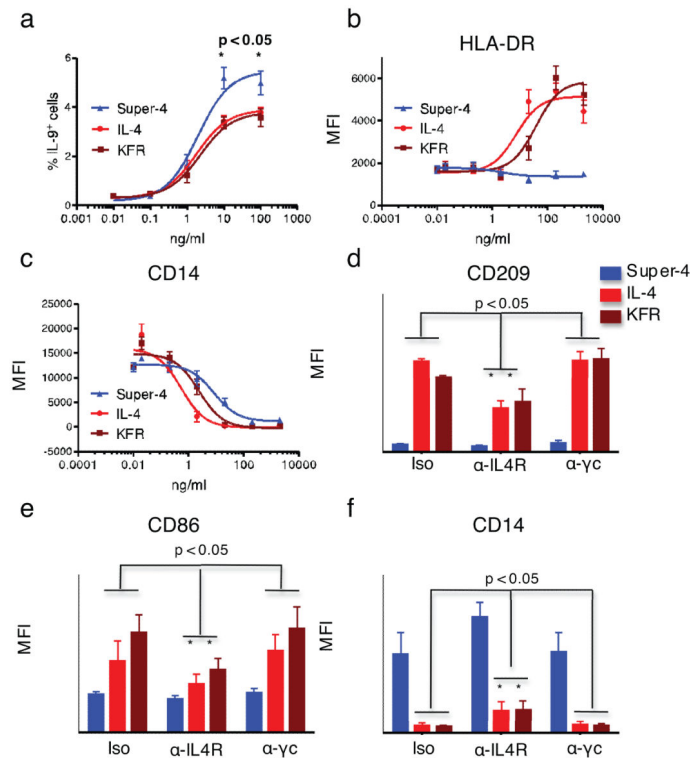 a
p < 0.05
* *
% IL-9+ cells
6
4
2
0
Super-4
IL-4
KFR
0.001 0.01 0.1 1 10 100 1000
ng/ml
b
HLA-DR
MFI
6000
4000
2000
0
Super-4
IL-4
KFR
0.0001 0.01 1 100 10000
ng/ml
c
CD14
MFI
25000
20000
15000
10000
5000
0
-5000
Super-4
IL-4
KFR
0.0001 0.01 1 100 10000
ng/ml
d
CD209
Super-4
IL-4
KFR
p < 0.05
MFI
* *
Iso α-IL4R α-γc
e
CD86
p < 0.05
MFI
* *
Iso α-IL4R α-γc
f
CD14
p < 0.05
MFI
* *
Iso α-IL4R α-γc